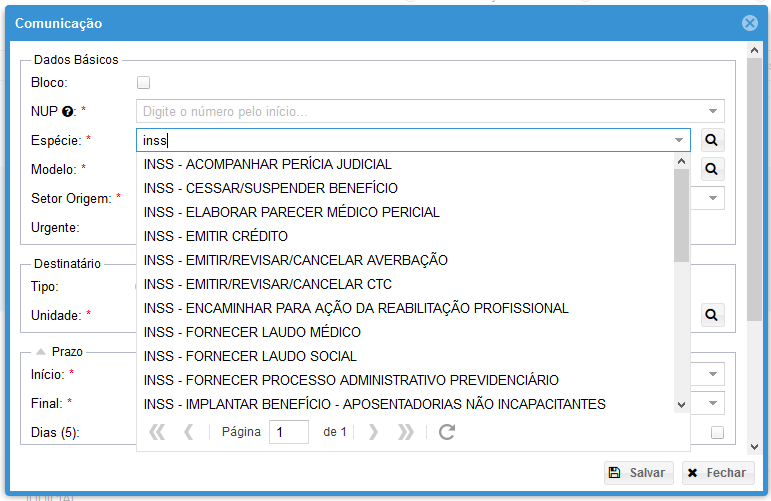 Comunicação
Dados Básicos
Bloco:
NUP ?: * Digite o número pelo início...
Espécie: * inss
Modelo: *
Setor Origem: *
Urgente:
Destinatário
Tipo:
Unidade: *
Prazo
Início: *
Final: *
Dias (5):
INSS - ACOMPANHAR PERÍCIA JUDICIAL
INSS - CESSAR/SUSPENDER BENEFÍCIO
INSS - ELABORAR PARECER MÉDICO PERICIAL
INSS - EMITIR CRÉDITO
INSS - EMITIR/REVISAR/CANCELAR AVERBAÇÃO
INSS - EMITIR/REVISAR/CANCELAR CTC
INSS - ENCAMINHAR PARA AÇÃO DA REABILITAÇÃO PROFISSIONAL
INSS - FORNECER LAUDO MÉDICO
INSS - FORNECER LAUDO SOCIAL
INSS - FORNECER PROCESSO ADMINISTRATIVO PREVIDENCIÁRIO
INSS - IMPLANTAR BENEFÍCIO - APOSENTADORIAS NÃO INCAPACITANTES
Página 1 de 1
Salvar Fechar